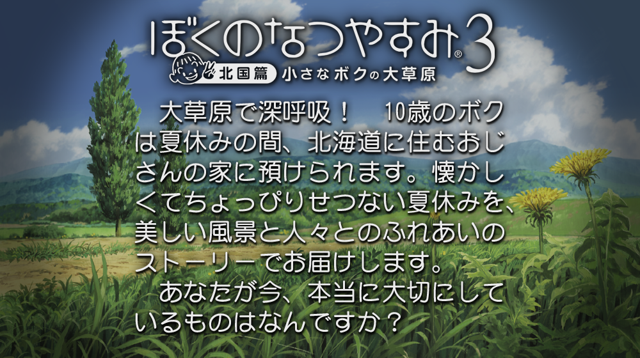 ぼくのなつやすみ®3
北国篇 小さなボクの大草原
大草原で深呼吸！　10歳のボク
は夏休みの間、北海道に住むおじ
さんの家に預けられます。懐かし
くてちょっぴりせつない夏休みを、
美しい風景と人々とのふれあいの
ストーリーでお届けします。
あなたが今、本当に大切にして
いるものはなんですか？